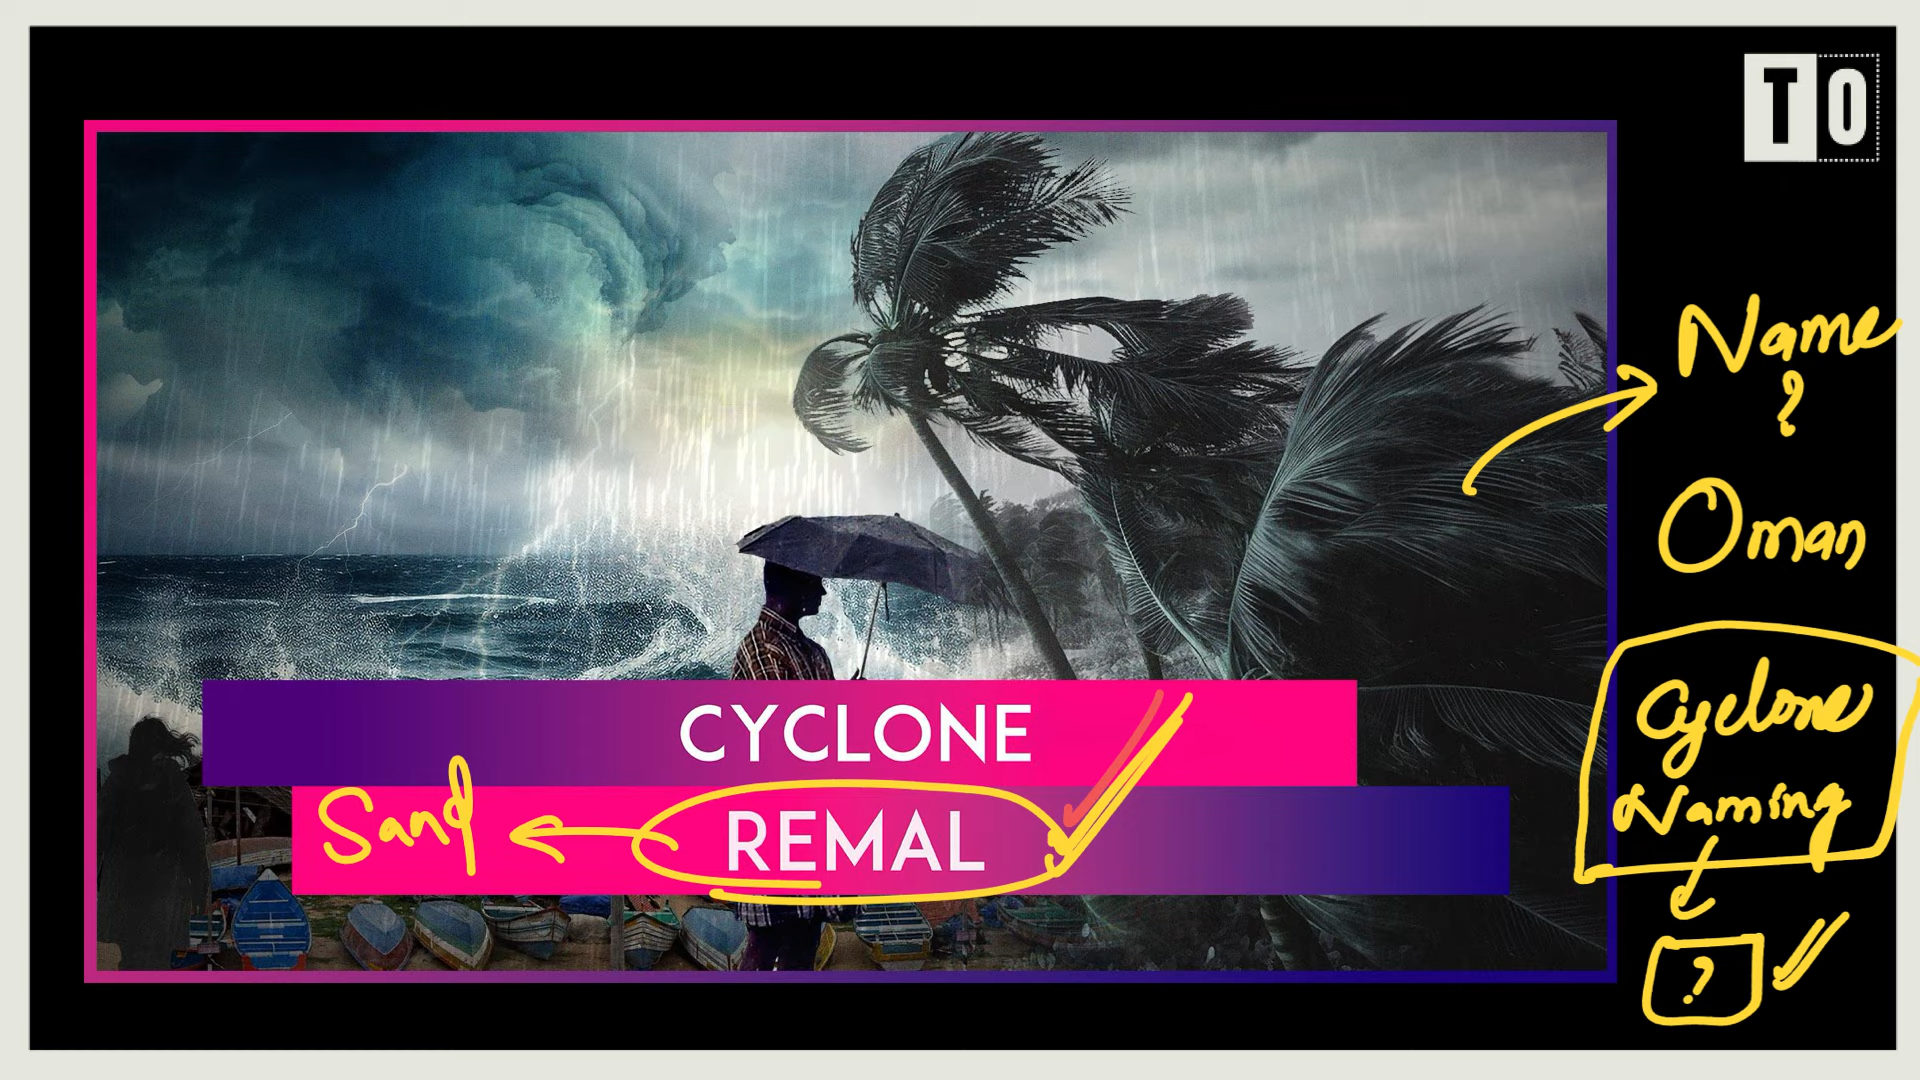 TO
Name
?
Oman
CYCLONE
Sand
REMAL
Cyclone
Naming
?